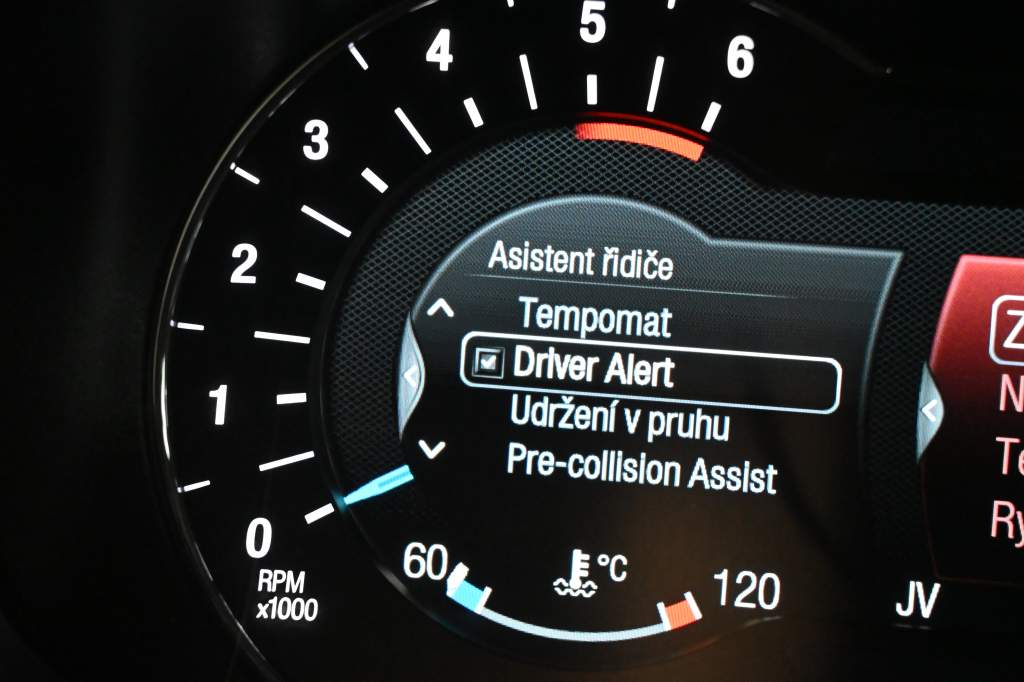 6
5
4
3
2
1
0
RPM
x1000
Asistent řidiče
Tempomat
Driver Alert
Udržení v pruhu
Pre-collision Assist
60
°C
120
JV